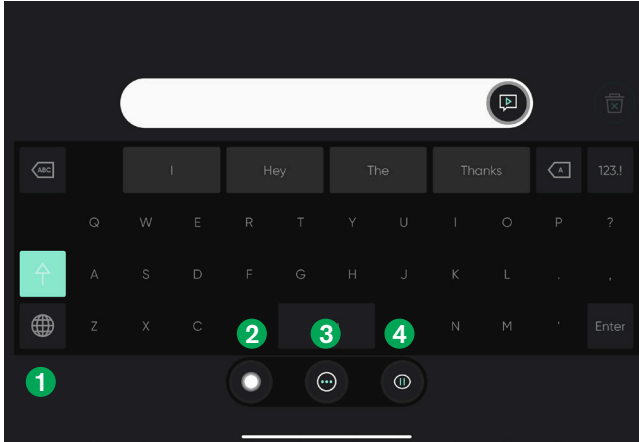 ABC I Hey The Thanks A 123.!
Q W E R T Y U I O P ?
A S D F G H J K L . ,
Z X C 2 3 4 N M ' Enter
1